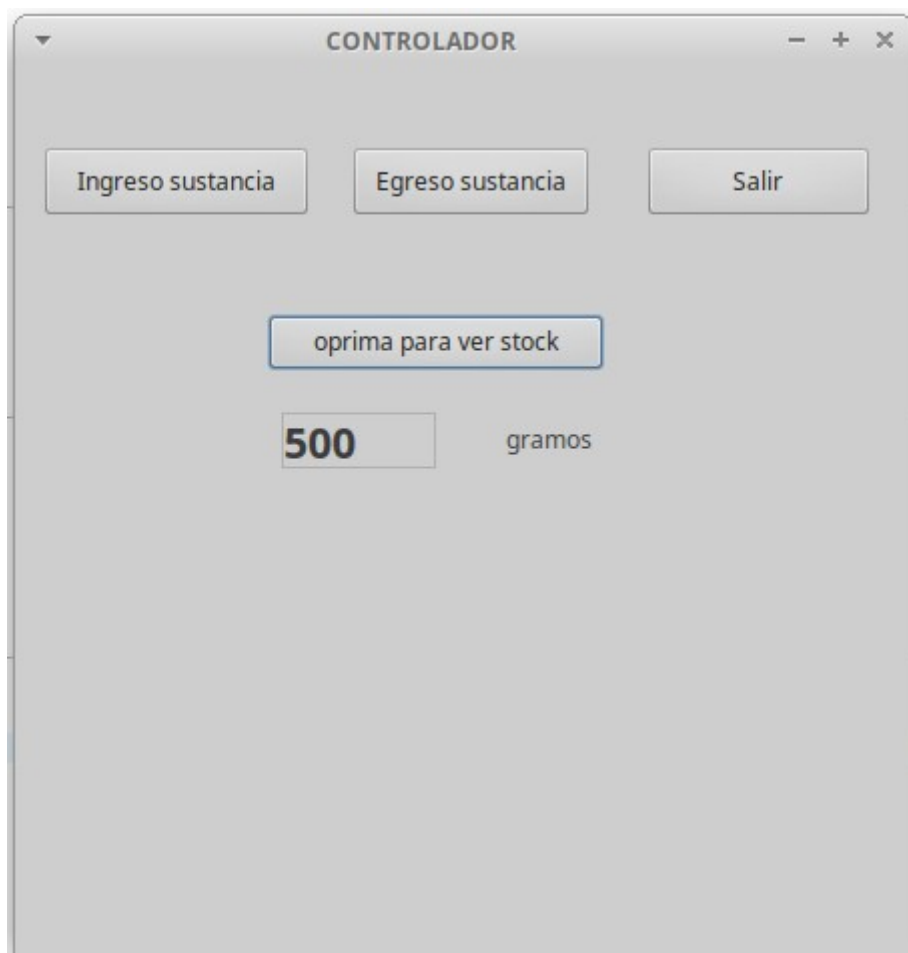 CONTROLADOR
Ingreso sustancia Egreso sustancia Salir
oprima para ver stock
500 gramos